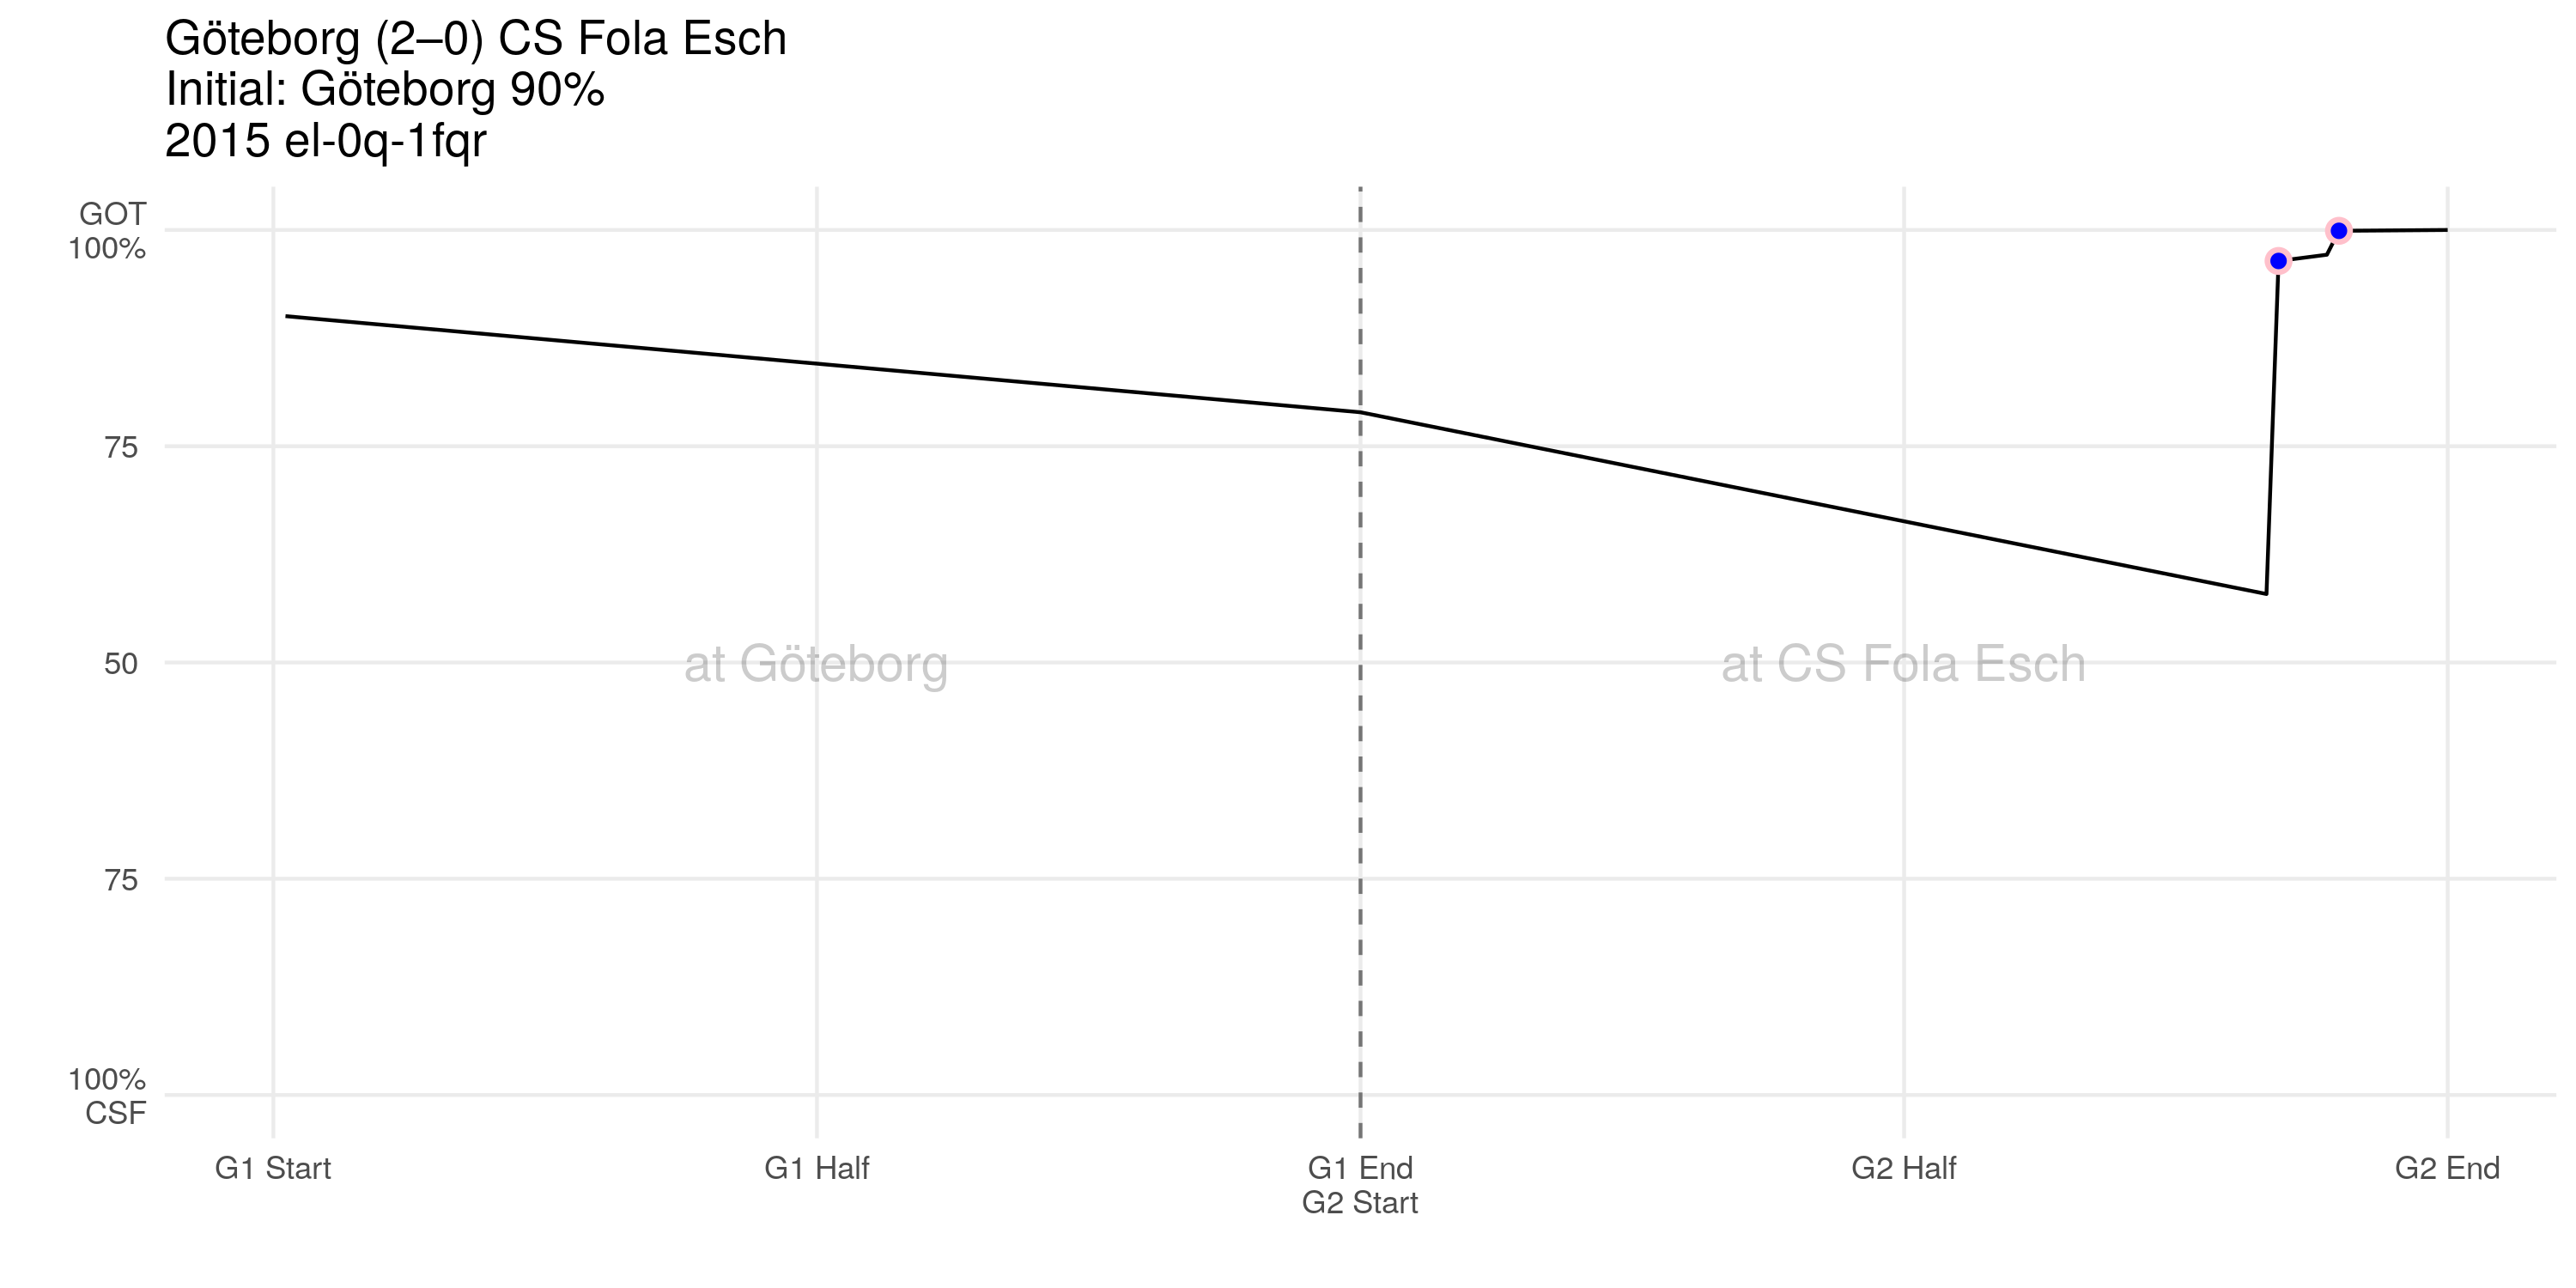 Göteborg (2–0) CS Fola Esch
Initial: Göteborg 90%
2015 el-0q-1fqr
GOT
100%
75
50
75
100%
CSF
at Göteborg
at CS Fola Esch
G1 Start
G1 Half
G1 End
G2 Start
G2 Half
G2 End